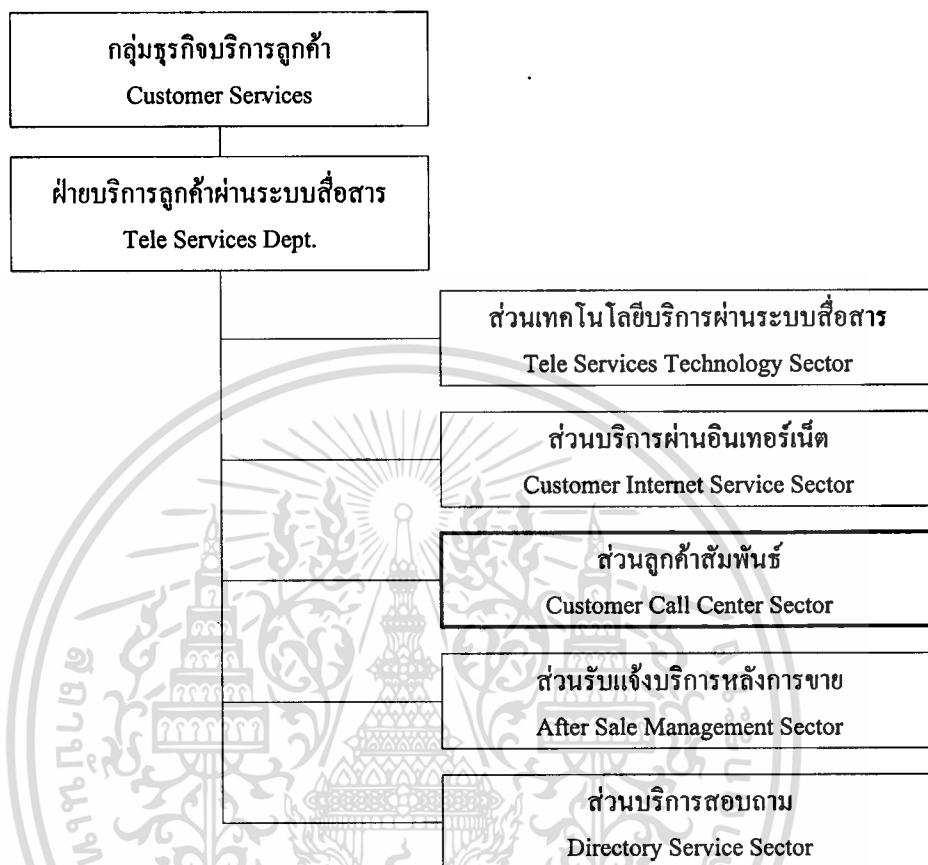 กลุ่มธุรกิจบริการลูกค้า
Customer Services
ฝ่ายบริการลูกค้าผ่านระบบสื่อสาร
Tele Services Dept.
ส่วนเทคโนโลยีบริการผ่านระบบสื่อสาร
Tele Services Technology Sector
ส่วนบริการผ่านอินเทอร์เน็ต
Customer Internet Service Sector
ส่วนลูกค้าสัมพันธ์
Customer Call Center Sector
ส่วนรับแจ้งบริการหลังการขาย
After Sale Management Sector
ส่วนบริการสอบถาม
Directory Service Sector